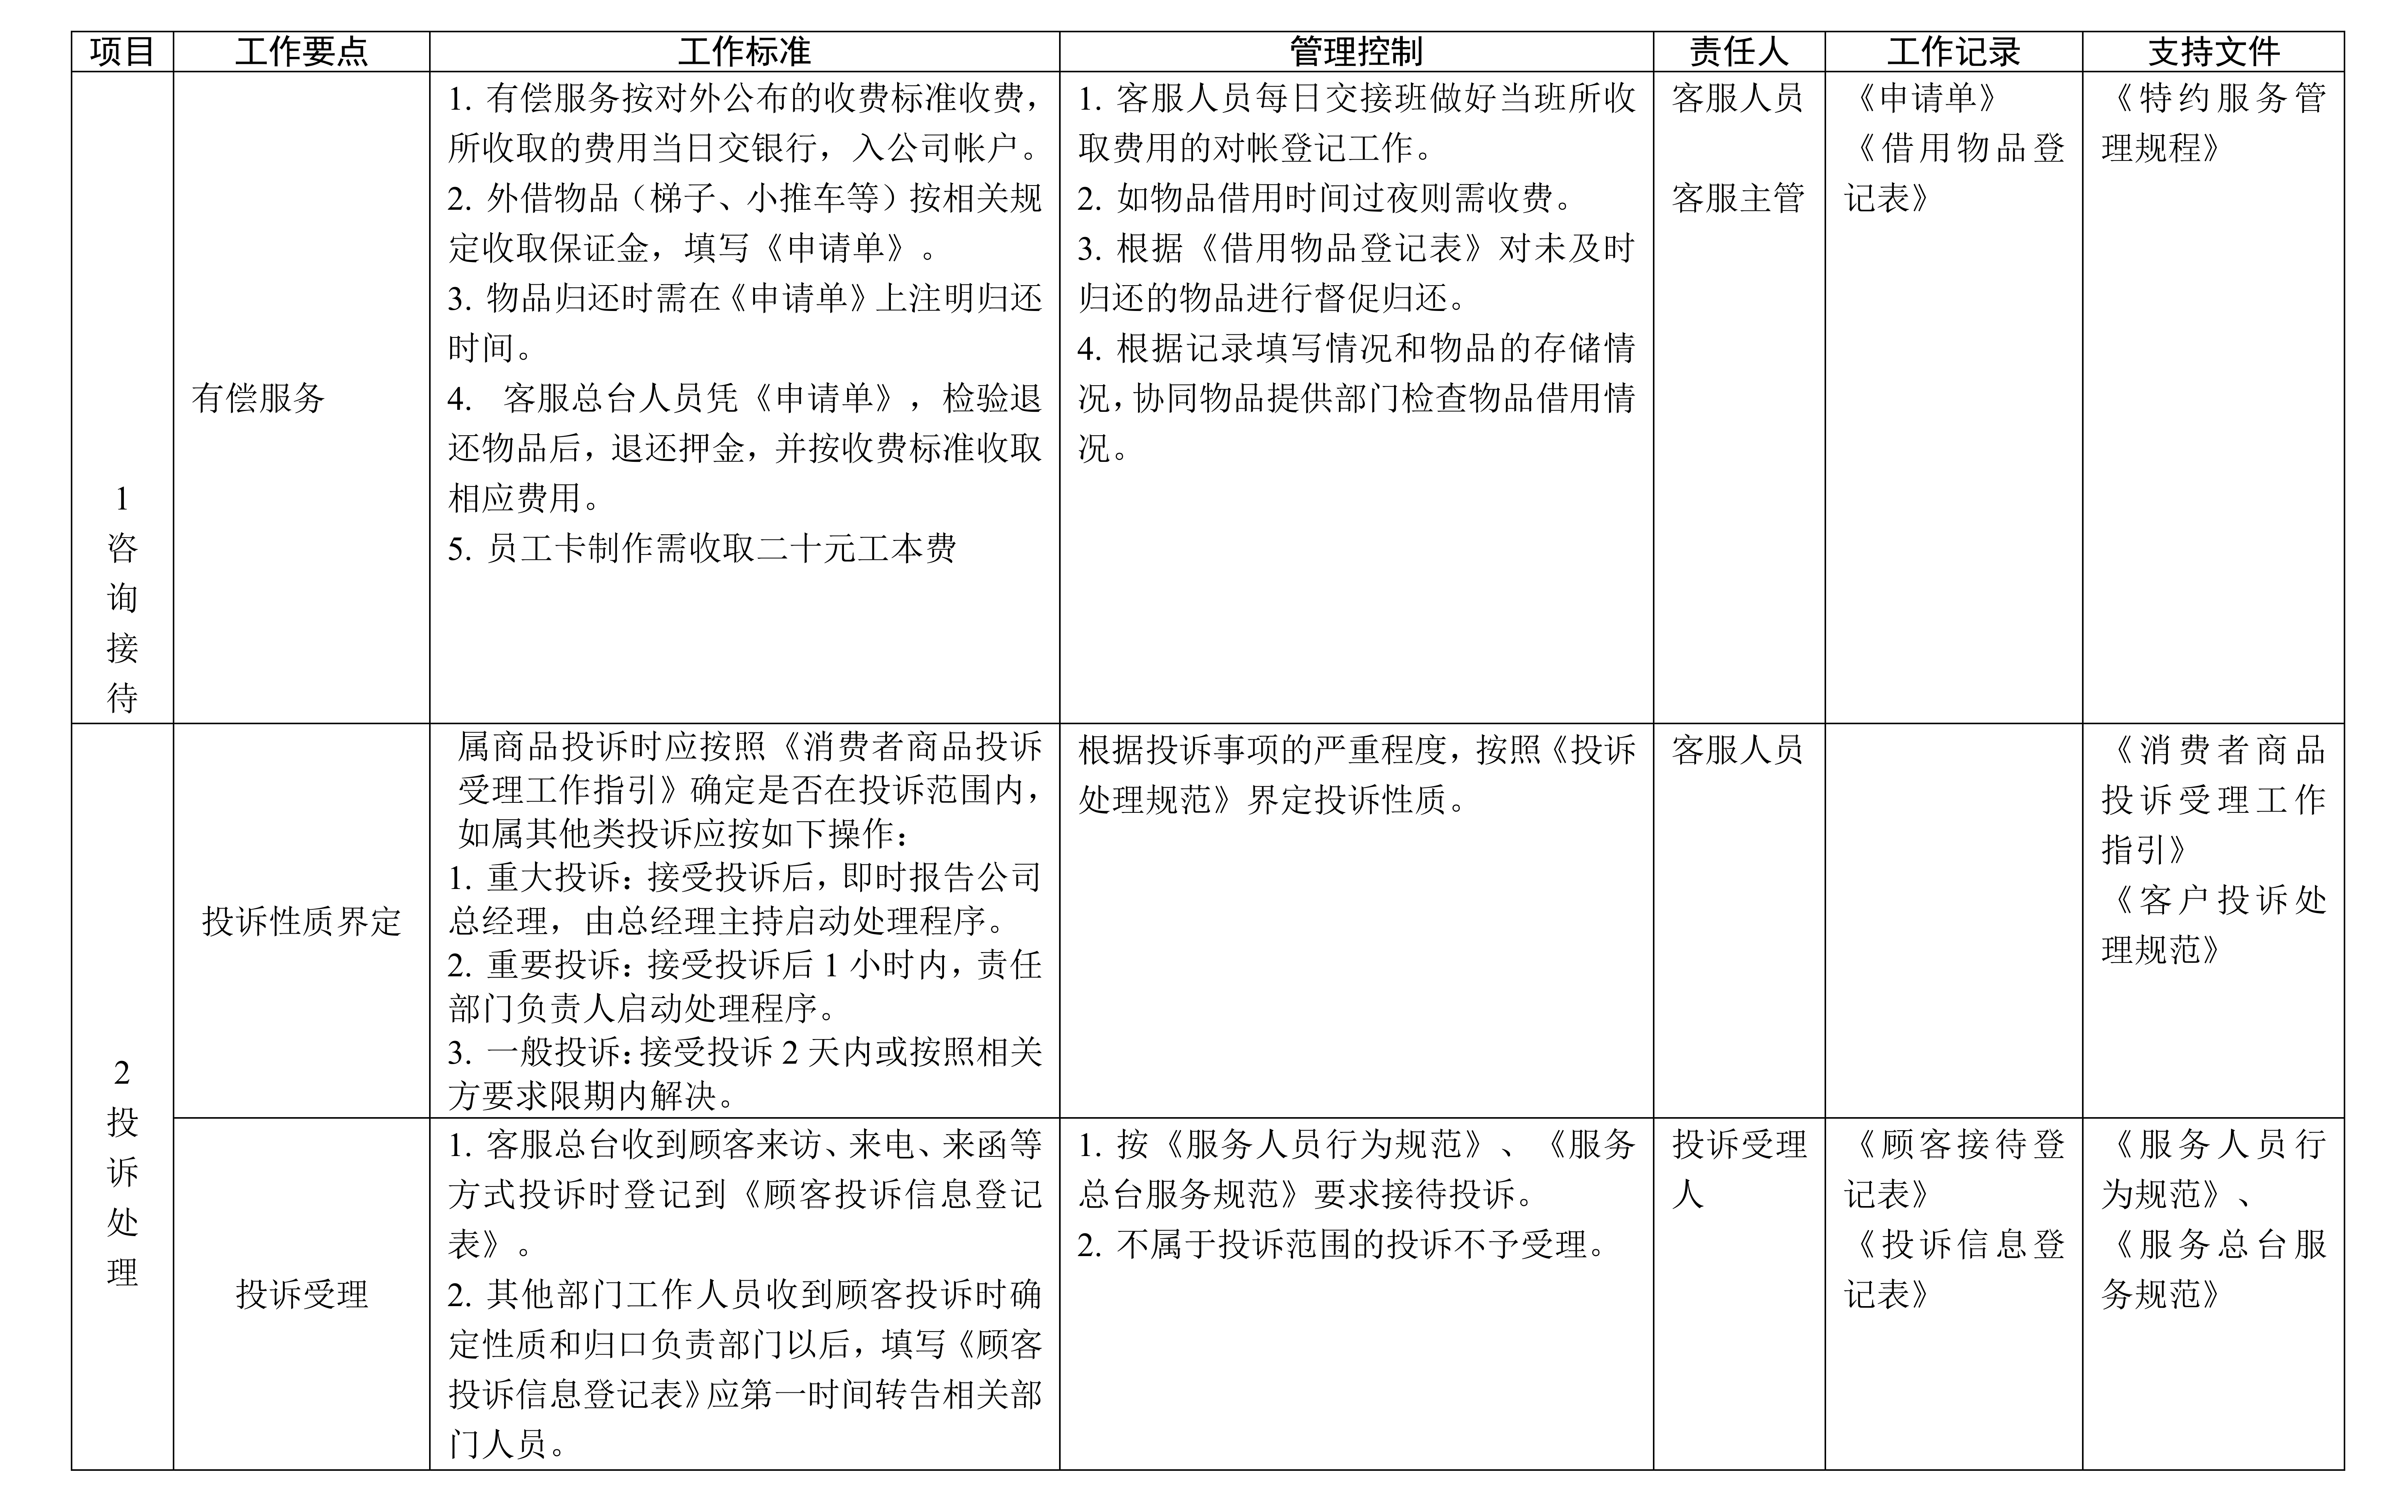 项目 工作要点 工作标准 管理控制 责任人 工作记录 支持文件
1
咨
询
接
待
有偿服务
1. 有偿服务按对外公布的收费标准收费，
所收取的费用当日交银行，入公司帐户。
2. 外借物品（梯子、小推车等）按相关规
定收取保证金，填写《申请单》。
3. 物品归还时需在《申请单》上注明归还
时间。
4. 客服总台人员凭《申请单》，检验退
还物品后，退还押金，并按收费标准收取
相应费用。
5. 员工卡制作需收取二十元工本费
1. 客服人员每日交接班做好当班所收
取费用的对帐登记工作。
2. 如物品借用时间过夜则需收费。
3. 根据《借用物品登记表》对未及时
归还的物品进行督促归还。
4. 根据记录填写情况和物品的存储情
况，协同物品提供部门检查物品借用情
况。
客服人员
客服主管
《申请单》
《借用物品登
记表》
《特约服务管
理规程》
2
投
诉
处
理
投诉性质界定
属商品投诉时应按照《消费者商品投诉
受理工作指引》确定是否在投诉范围内，
如属其他类投诉应按如下操作：
1. 重大投诉：接受投诉后，即时报告公司
总经理，由总经理主持启动处理程序。
2. 重要投诉：接受投诉后 1 小时内，责任
部门负责人启动处理程序。
3. 一般投诉：接受投诉 2 天内或按照相关
方要求限期内解决。
根据投诉事项的严重程度，按照《投诉
处理规范》界定投诉性质。
客服人员
《消费者商品
投诉受理工作
指引》
《客户投诉处
理规范》
投诉受理
1. 客服总台收到顾客来访、来电、来函等
方式投诉时登记到《顾客投诉信息登记
表》。
2. 其他部门工作人员收到顾客投诉时确
定性质和归口负责部门以后，填写《顾客
投诉信息登记表》应第一时间转告相关部
门人员。
1. 按《服务人员行为规范》、《服务
总台服务规范》要求接待投诉。
2. 不属于投诉范围的投诉不予受理。
投诉受理
人
《顾客接待登
记表》
《投诉信息登
记表》
《服务人员行
为规范》、
《服务总台服
务规范》